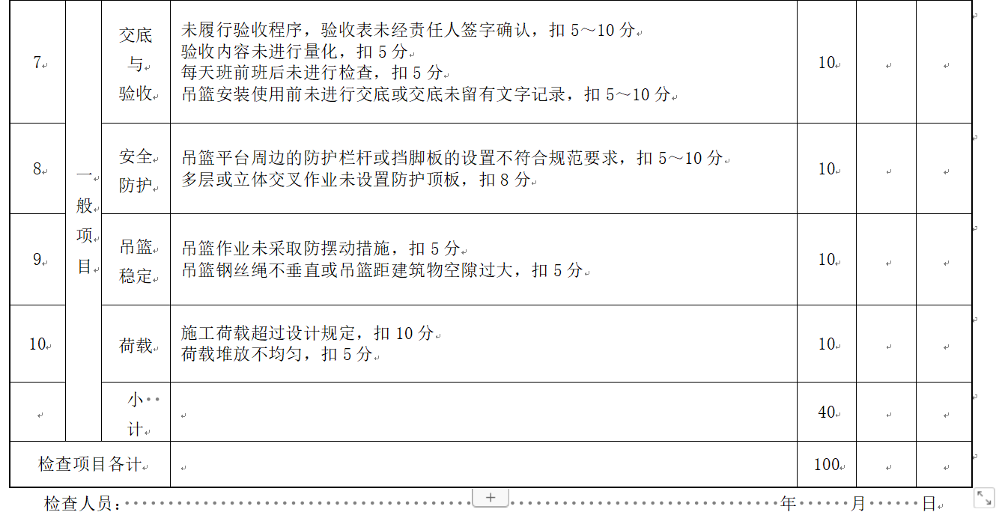 7
交底
与
验收
未履行验收程序，验收表未经责任人签字确认，扣 5～10 分
验收内容未进行量化，扣 5 分
每天班前班后未进行检查，扣 5 分
吊篮安装使用前未进行交底或交底未留有文字记录，扣 5～10 分
10
一
般
项
目
8
安全
防护
吊篮平台周边的防护栏杆或挡脚板的设置不符合规范要求，扣 5～10 分
多层或立体交叉作业未设置防护顶板，扣 8 分
10
9
吊篮
稳定
吊篮作业未采取防摆动措施，扣 5 分
吊篮钢丝绳不垂直或吊篮距建筑物空隙过大，扣 5 分
10
10
荷载
施工荷载超过设计规定，扣 10 分
荷载堆放不均匀，扣 5 分
10
小
计
40
检查项目各计
100
检查人员： 年 月 日